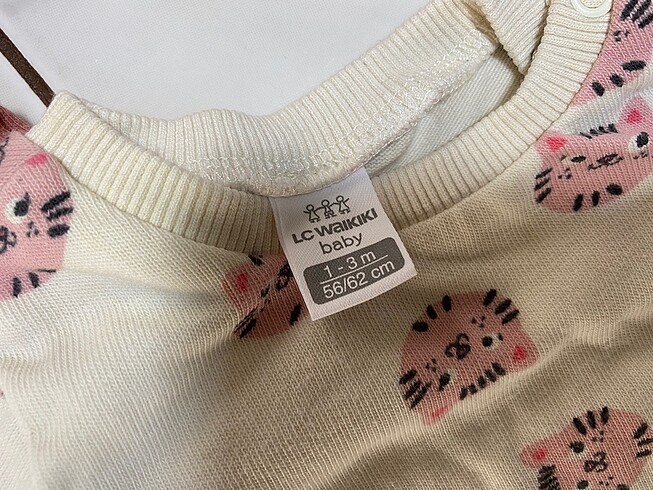 LC WAIKIKI
baby
1 - 3 m
56/62 cm